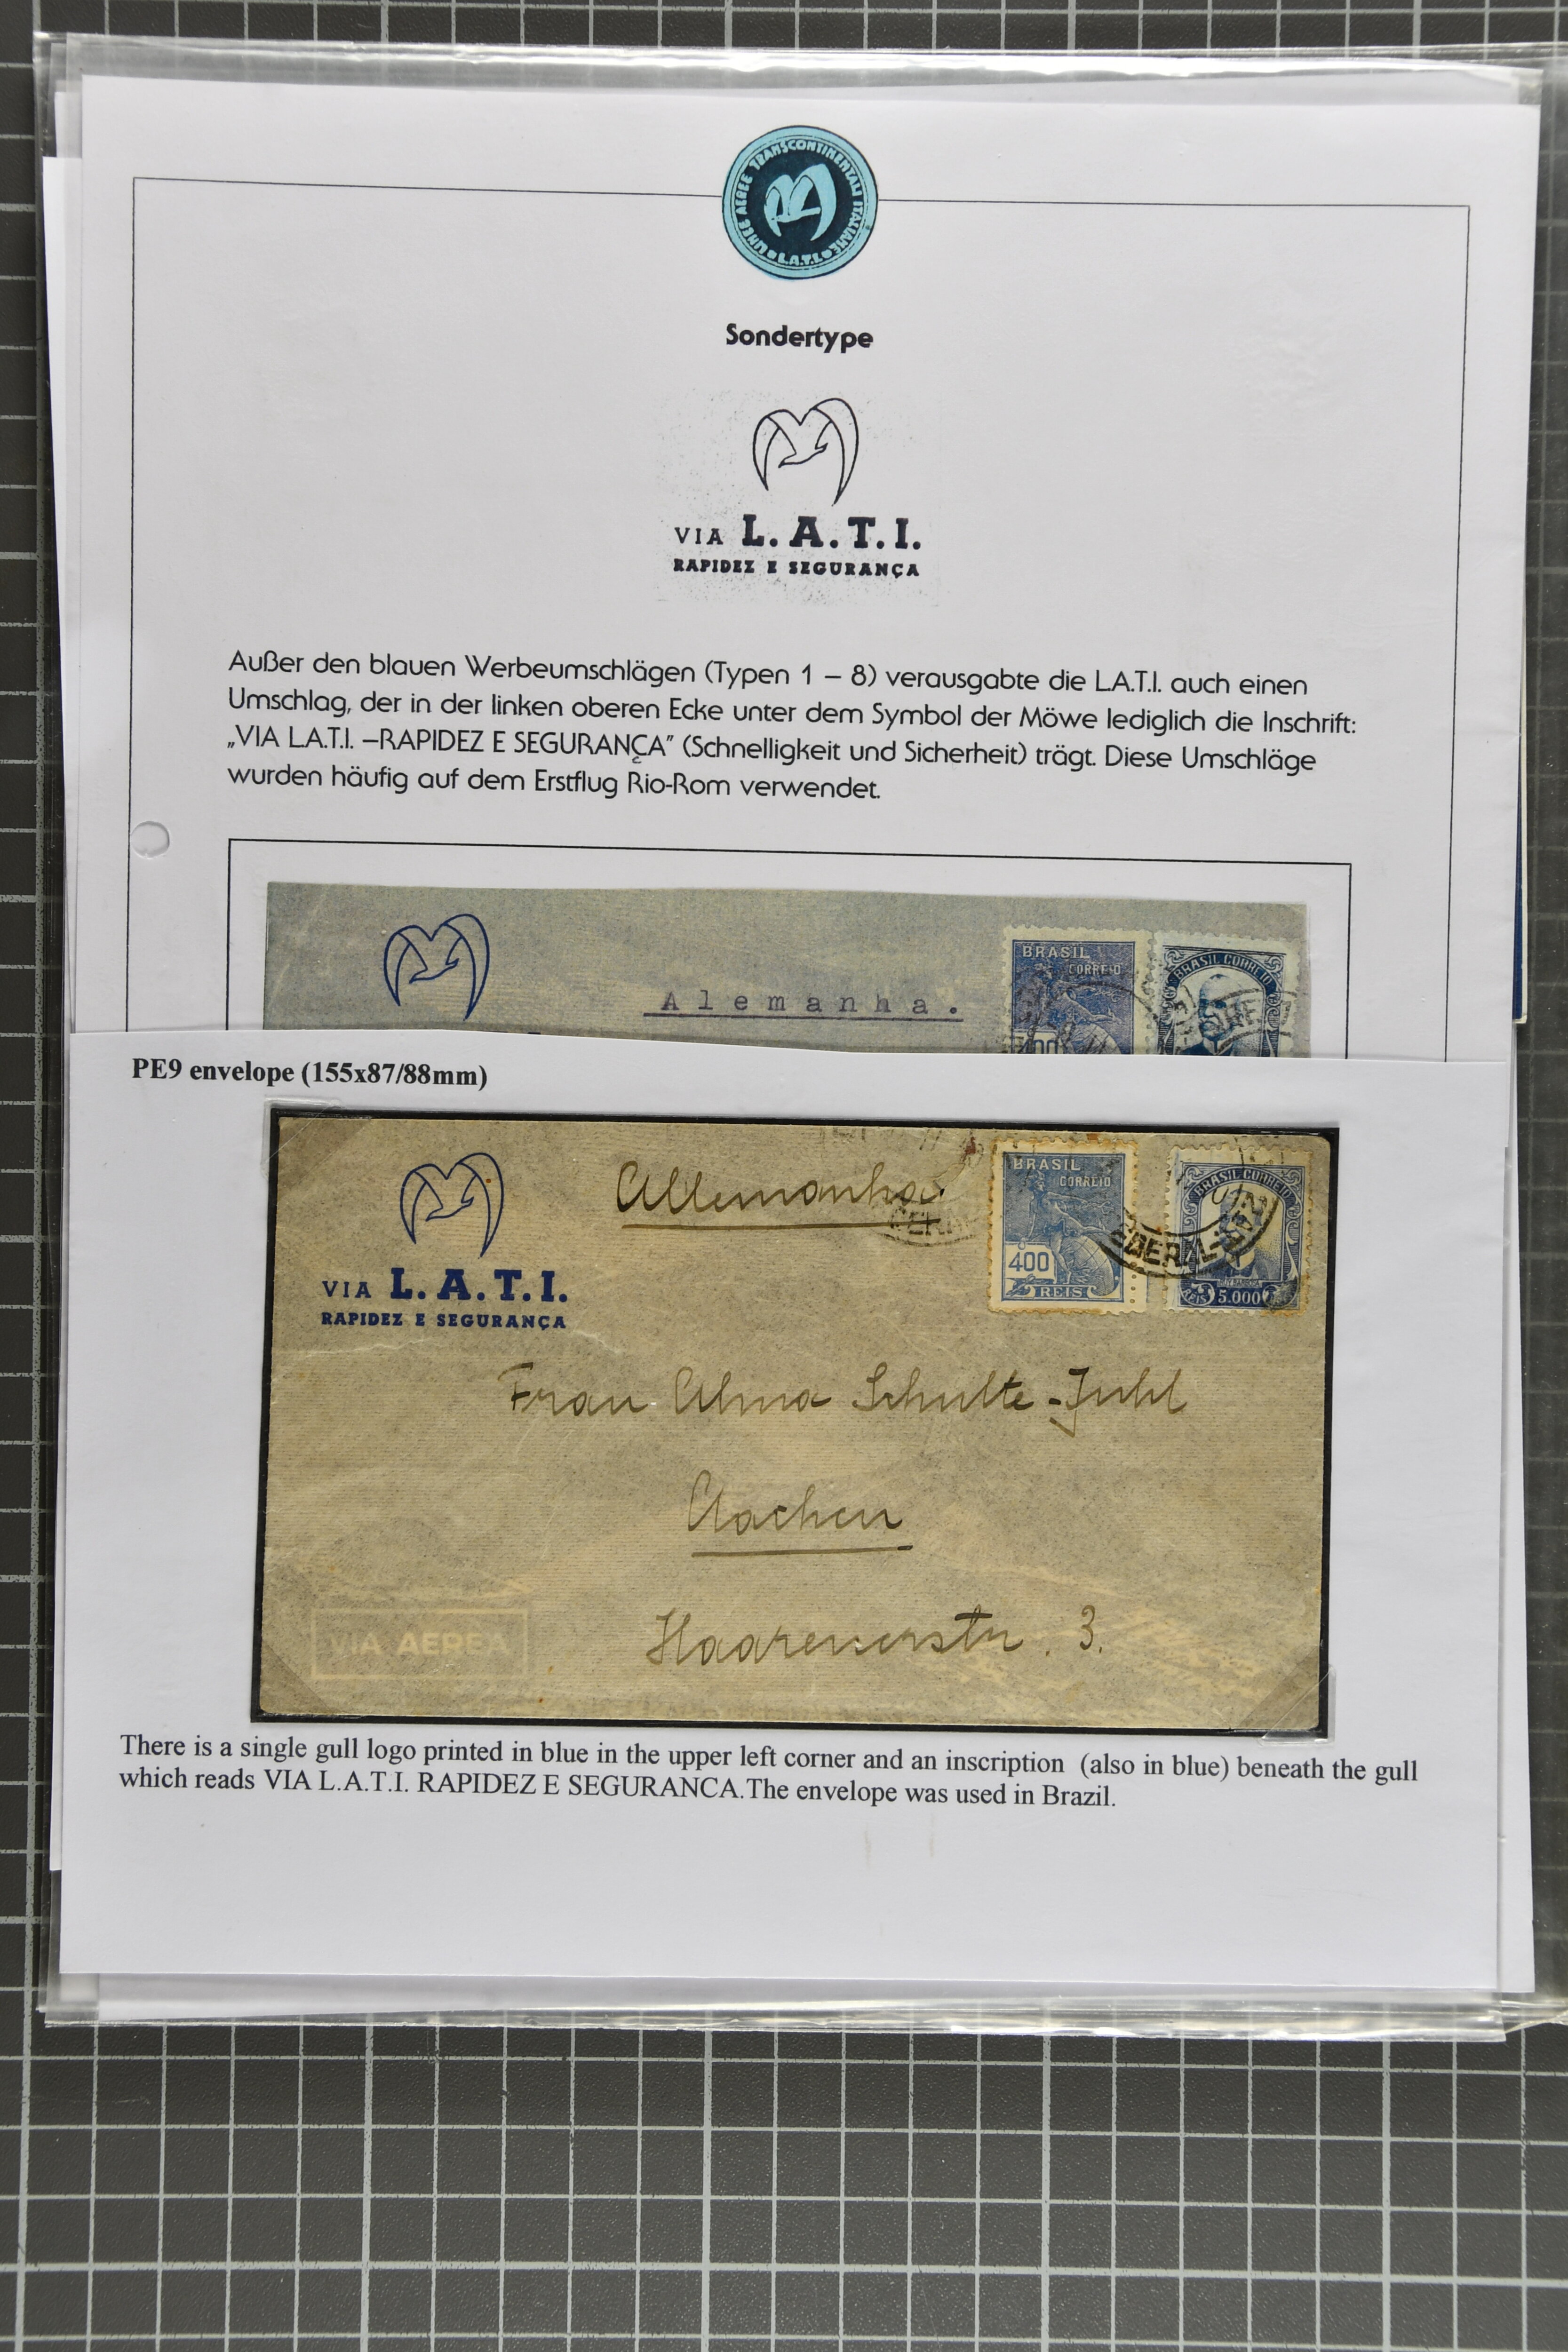 LINEE AEREE TRANSCONTINENTALI ITALIANE • L.A.T.I. •
Sondertype
VIA L.A.T.I.
RAPIDEZ E SEGURANÇA
Außer den blauen Werbeumschlägen (Typen 1 – 8) verausgabte die L.A.T.I. auch einen
Umschlag, der in der linken oberen Ecke unter dem Symbol der Möwe lediglich die Inschrift:
„VIA L.A.T.I. –RAPIDEZ E SEGURANÇA” (Schnelligkeit und Sicherheit) trägt. Diese Umschläge
wurden häufig auf dem Erstflug Rio-Rom verwendet.
Alemanha.
BRASIL
CORREIO
BRASIL CORREIO
PE9 envelope (155x87/88mm)
Allemanha.
BRASIL
CORREIO
400
REIS
BRASIL CORREIO
REIS 5.000 REIS
VIA L.A.T.I.
RAPIDEZ E SEGURANÇA
Frau Alma Schulte-Juhl
Aachen
Haarenerstr. 3.
VIA AEREA
There is a single gull logo printed in blue in the upper left corner and an inscription (also in blue) beneath the gull
which reads VIA L.A.T.I. RAPIDEZ E SEGURANCA.The envelope was used in Brazil.